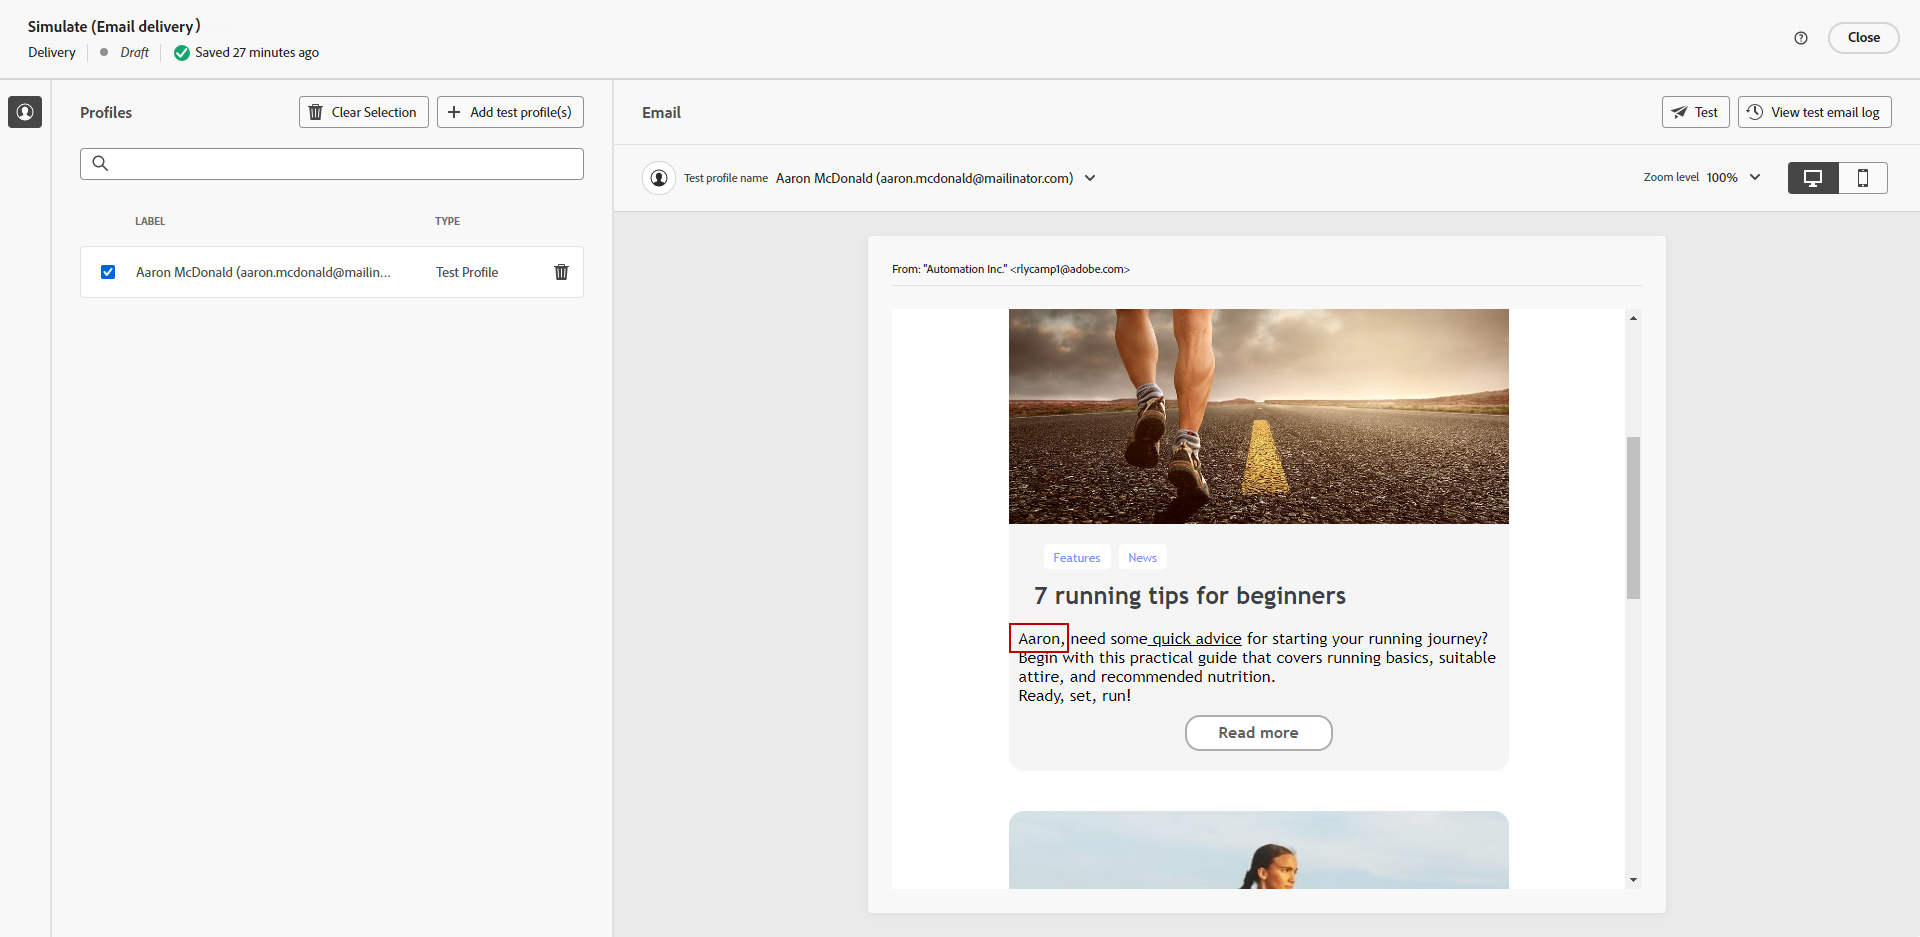 Simulate (Email delivery)
Delivery Draft Saved 27 minutes ago
Close
Profiles
Clear Selection
Add test profile(s)
LABEL TYPE
Aaron McDonald (aaron.mcdonald@mailin... Test Profile
Email
Test
View test email log
Test profile name Aaron McDonald (aaron.mcdonald@mailinator.com)
Zoom level 100%
From: "Automation Inc." <rlycamp1@adobe.com>
Features News
7 running tips for beginners
Aaron, need some quick advice for starting your running journey?
Begin with this practical guide that covers running basics, suitable
attire, and recommended nutrition.
Ready, set, run!
Read more